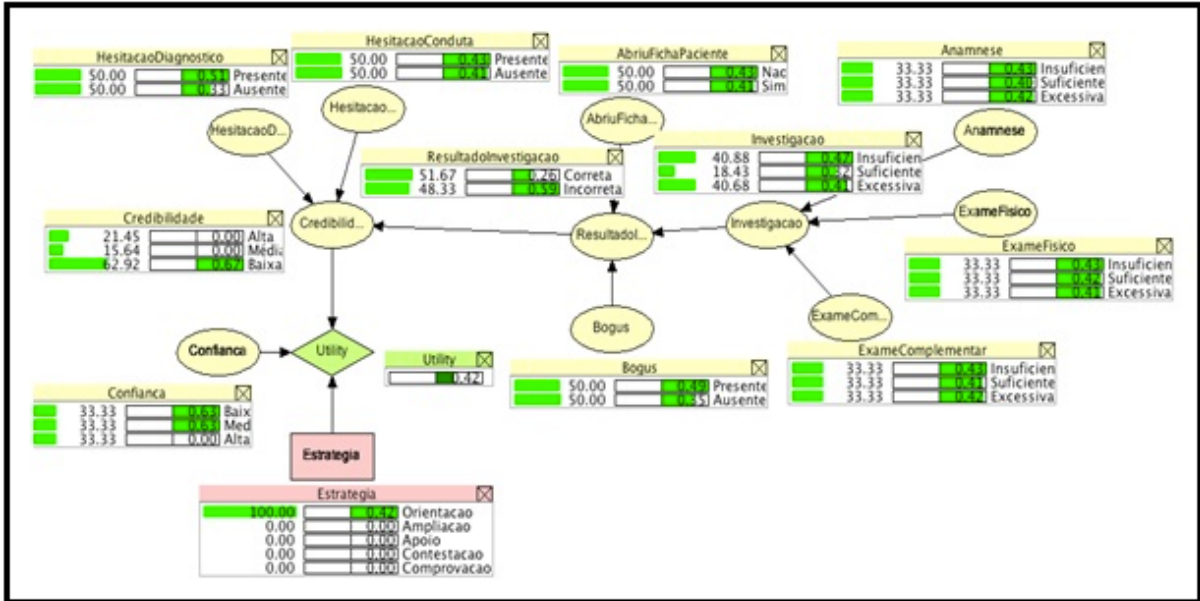 HesitacaoDiagnostico
50.00 0.51 Presente
50.00 0.33 Ausente
HesitacaoConduta
50.00 0.43 Presente
50.00 0.41 Ausente
AbriuFichaPaciente
50.00 0.43 Nac
50.00 0.41 Sim
Anamnese
33.33 0.43 Insuficien
33.33 0.40 Suficiente
33.33 0.42 Excessiva
HesitacaoD...
Hesitacao...
AbriuFicha...
Anamnese
ResultadoInvestigacao
51.67 0.26 Correta
48.33 0.59 Incorreta
Investigacao
40.88 0.47 Insuficien
18.43 0.32 Suficiente
40.68 0.41 Excessiva
Credibilidade
21.45 0.00 Alta
15.64 0.00 Média
62.92 0.67 Baixa
Credibilid...
ResultadoI...
Investigacao
ExameFisico
ExameFisico
33.33 0.43 Insuficien
33.33 0.42 Suficiente
33.33 0.41 Excessiva
Bogus
ExameCom...
Confianca
Utility
Utility
0.42
Bogus
50.00 0.49 Presente
50.00 0.35 Ausente
ExameComplementar
33.33 0.43 Insuficien
33.33 0.41 Suficiente
33.33 0.42 Excessiva
Confianca
33.33 0.63 Baix
33.33 0.63 Med
33.33 0.00 Alta
Estrategia
Estrategia
100.00 0.42 Orientacao
0.00 0.00 Ampliacao
0.00 0.00 Apoio
0.00 0.00 Contestacao
0.00 0.00 Comprovacao